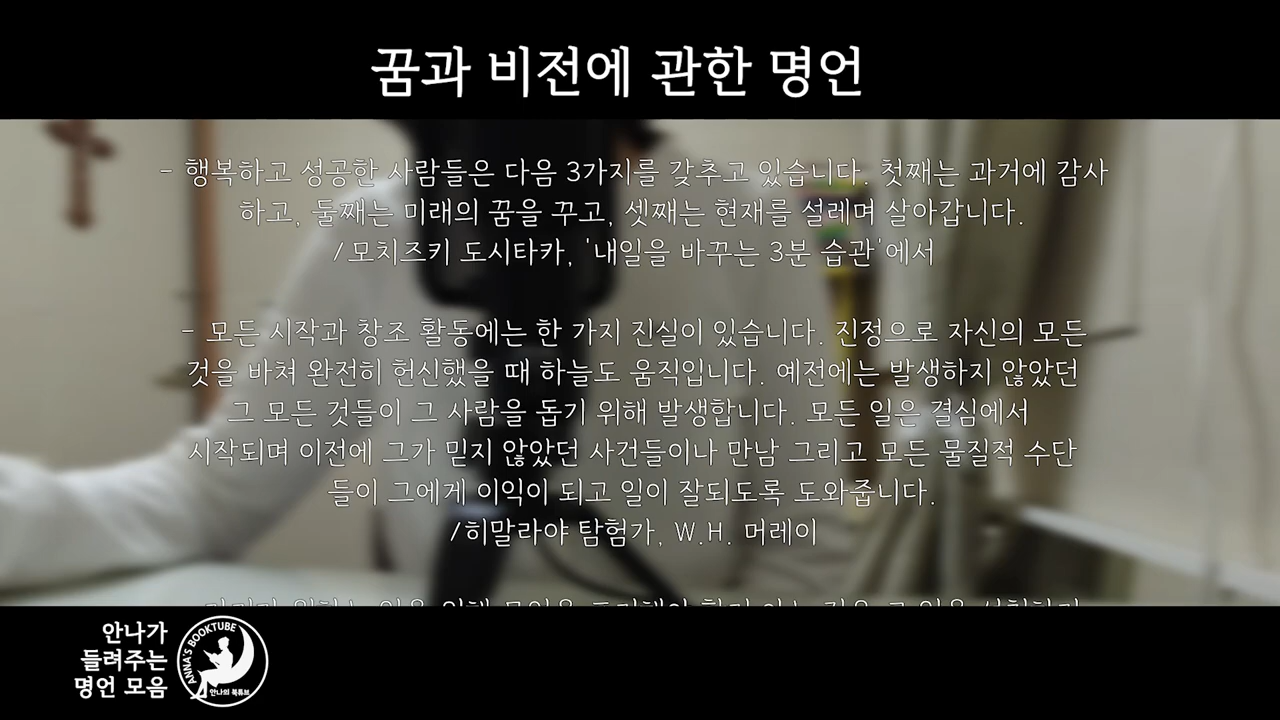 꿈과 비전에 관한 명언
- 행복하고 성공한 사람들은 다음 3가지를 갖추고 있습니다. 첫째는 과거에 감사
하고, 둘째는 미래의 꿈을 꾸고, 셋째는 현재를 설레며 살아갑니다.
/모치즈키 도시타카, '내일을 바꾸는 3분 습관'에서
- 모든 시작과 창조 활동에는 한 가지 진실이 있습니다. 진정으로 자신의 모든
것을 바쳐 완전히 헌신했을 때 하늘도 움직입니다. 예전에는 발생하지 않았던
그 모든 것들이 그 사람을 돕기 위해 발생합니다. 모든 일은 결심에서
시작되며 이전에 그가 믿지 않았던 사건들이나 만남 그리고 모든 물질적 수단
들이 그에게 이익이 되고 일이 잘되도록 도와줍니다.
/히말라야 탐험가, W.H. 머레이
안나가
들려주는
명언 모음
ANNA'S BOOKTUBE
안나의 북튜브